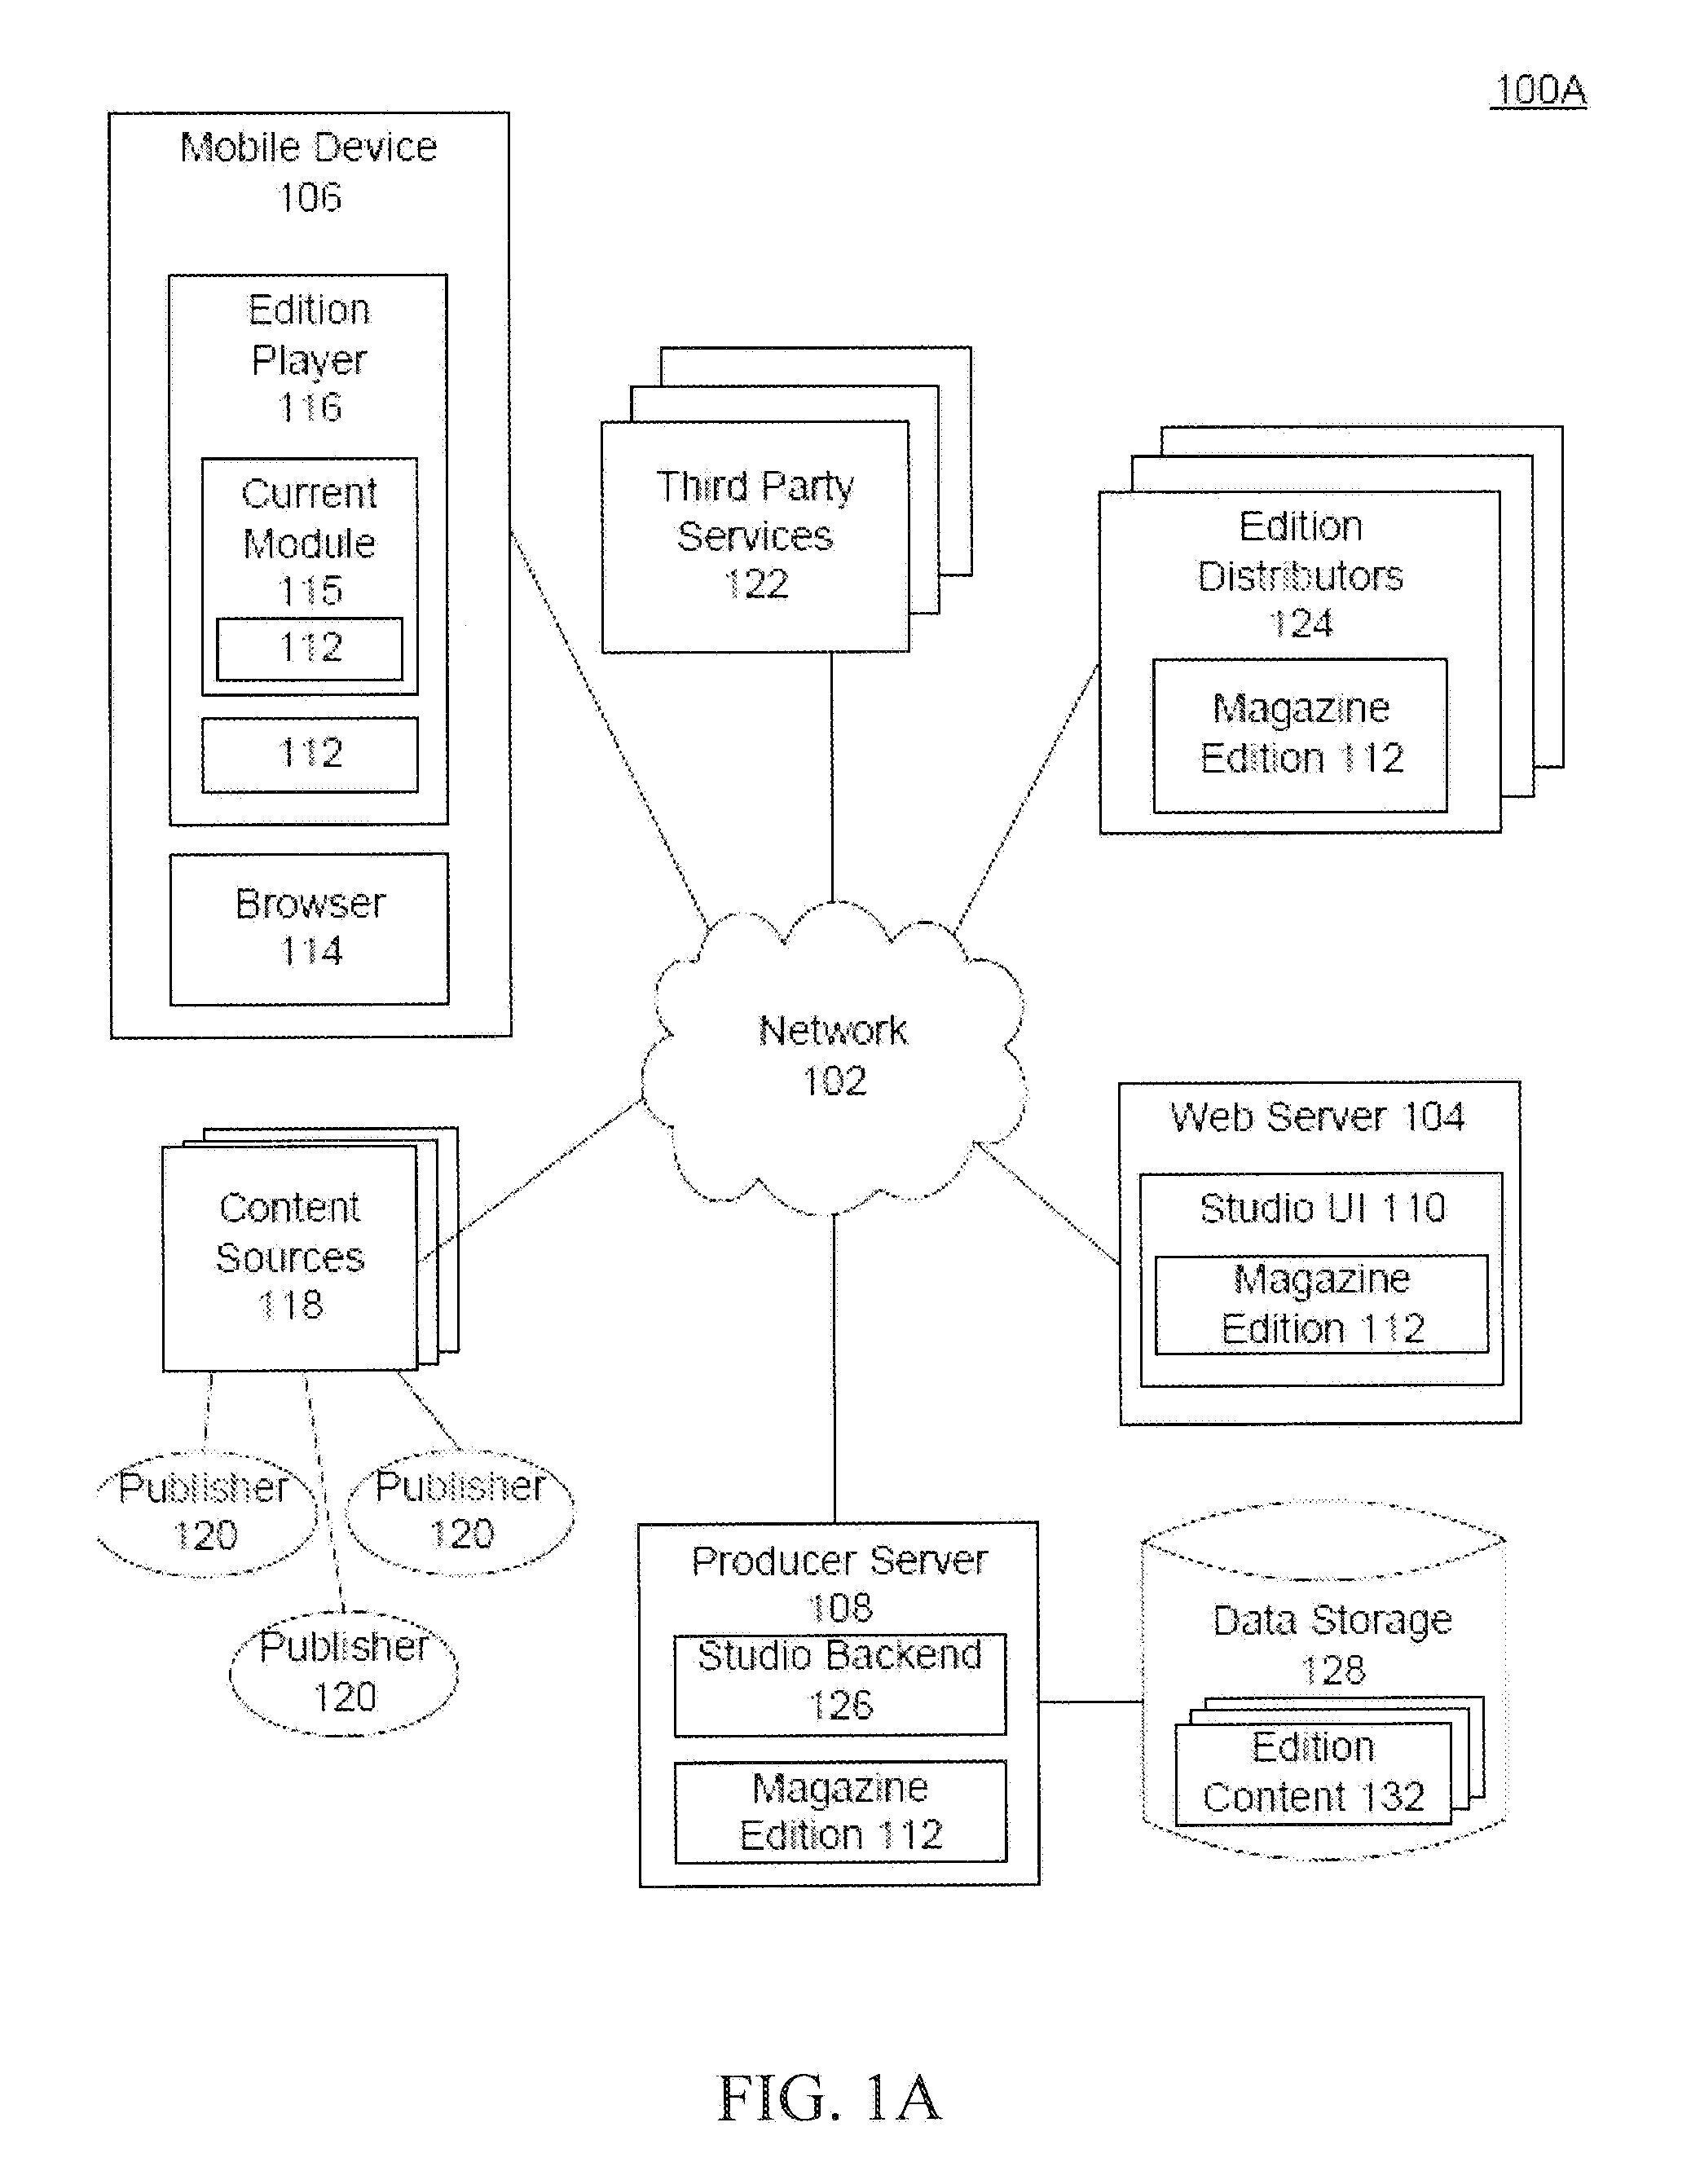 100A
Mobile Device
106
Edition
Player
116
Current
Module
115
112
112
Browser
114
Third Party
Services
122
Edition
Distributors
124
Magazine
Edition 112
Network
102
Web Server 104
Studio UI 110
Magazine
Edition 112
Content
Sources
118
Publisher
120
Publisher
120
Publisher
120
Producer Server
108
Studio Backend
126
Magazine
Edition 112
Data Storage
128
Edition
Content 132
FIG. 1A